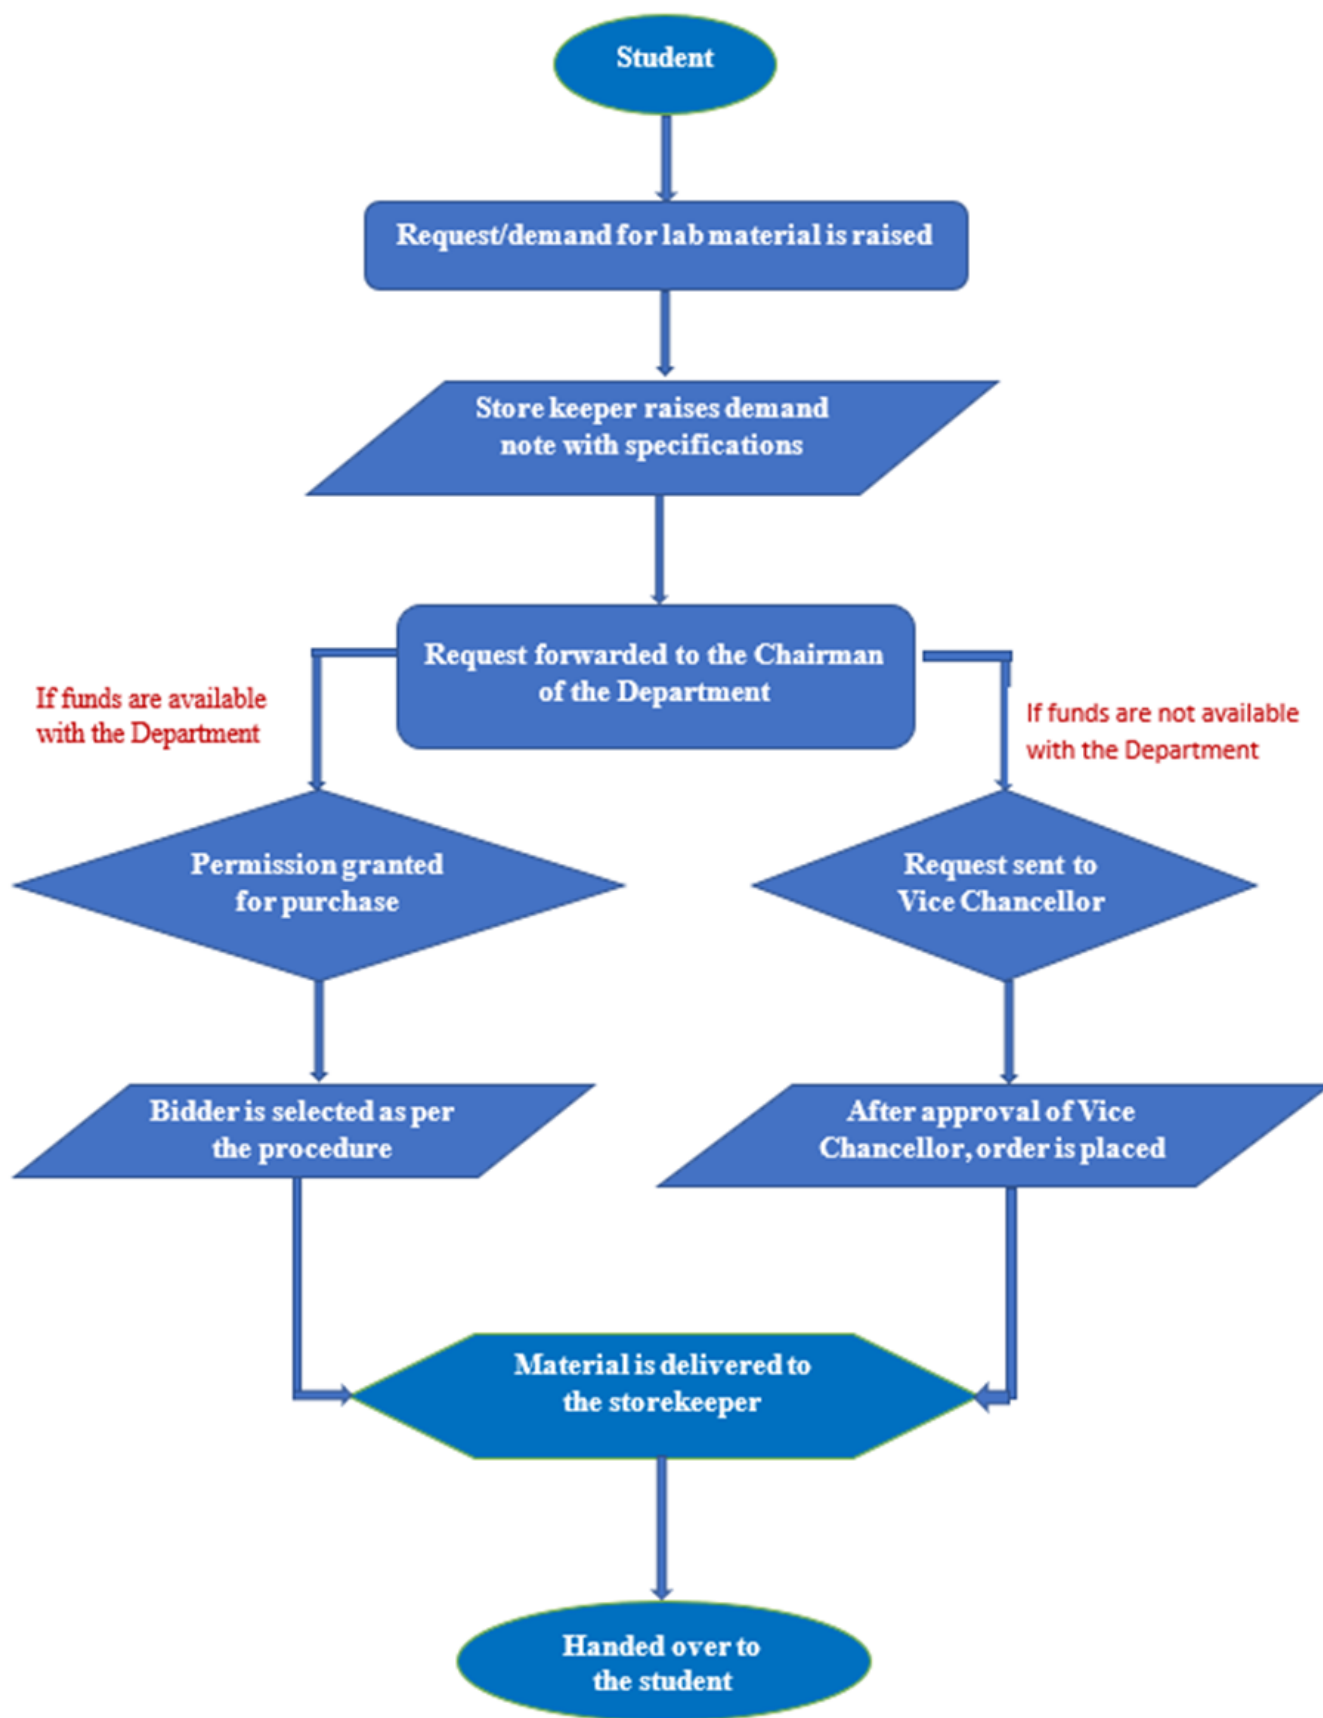 Student
Request/demand for lab material is raised
Store keeper raises demand
note with specifications
Request forwarded to the Chairman
of the Department
If funds are available
with the Department
If funds are not available
with the Department
Permission granted
for purchase
Request sent to
Vice Chancellor
Bidder is selected as per
the procedure
After approval of Vice
Chancellor, order is placed
Material is delivered to
the storekeeper
Handed over to
the student